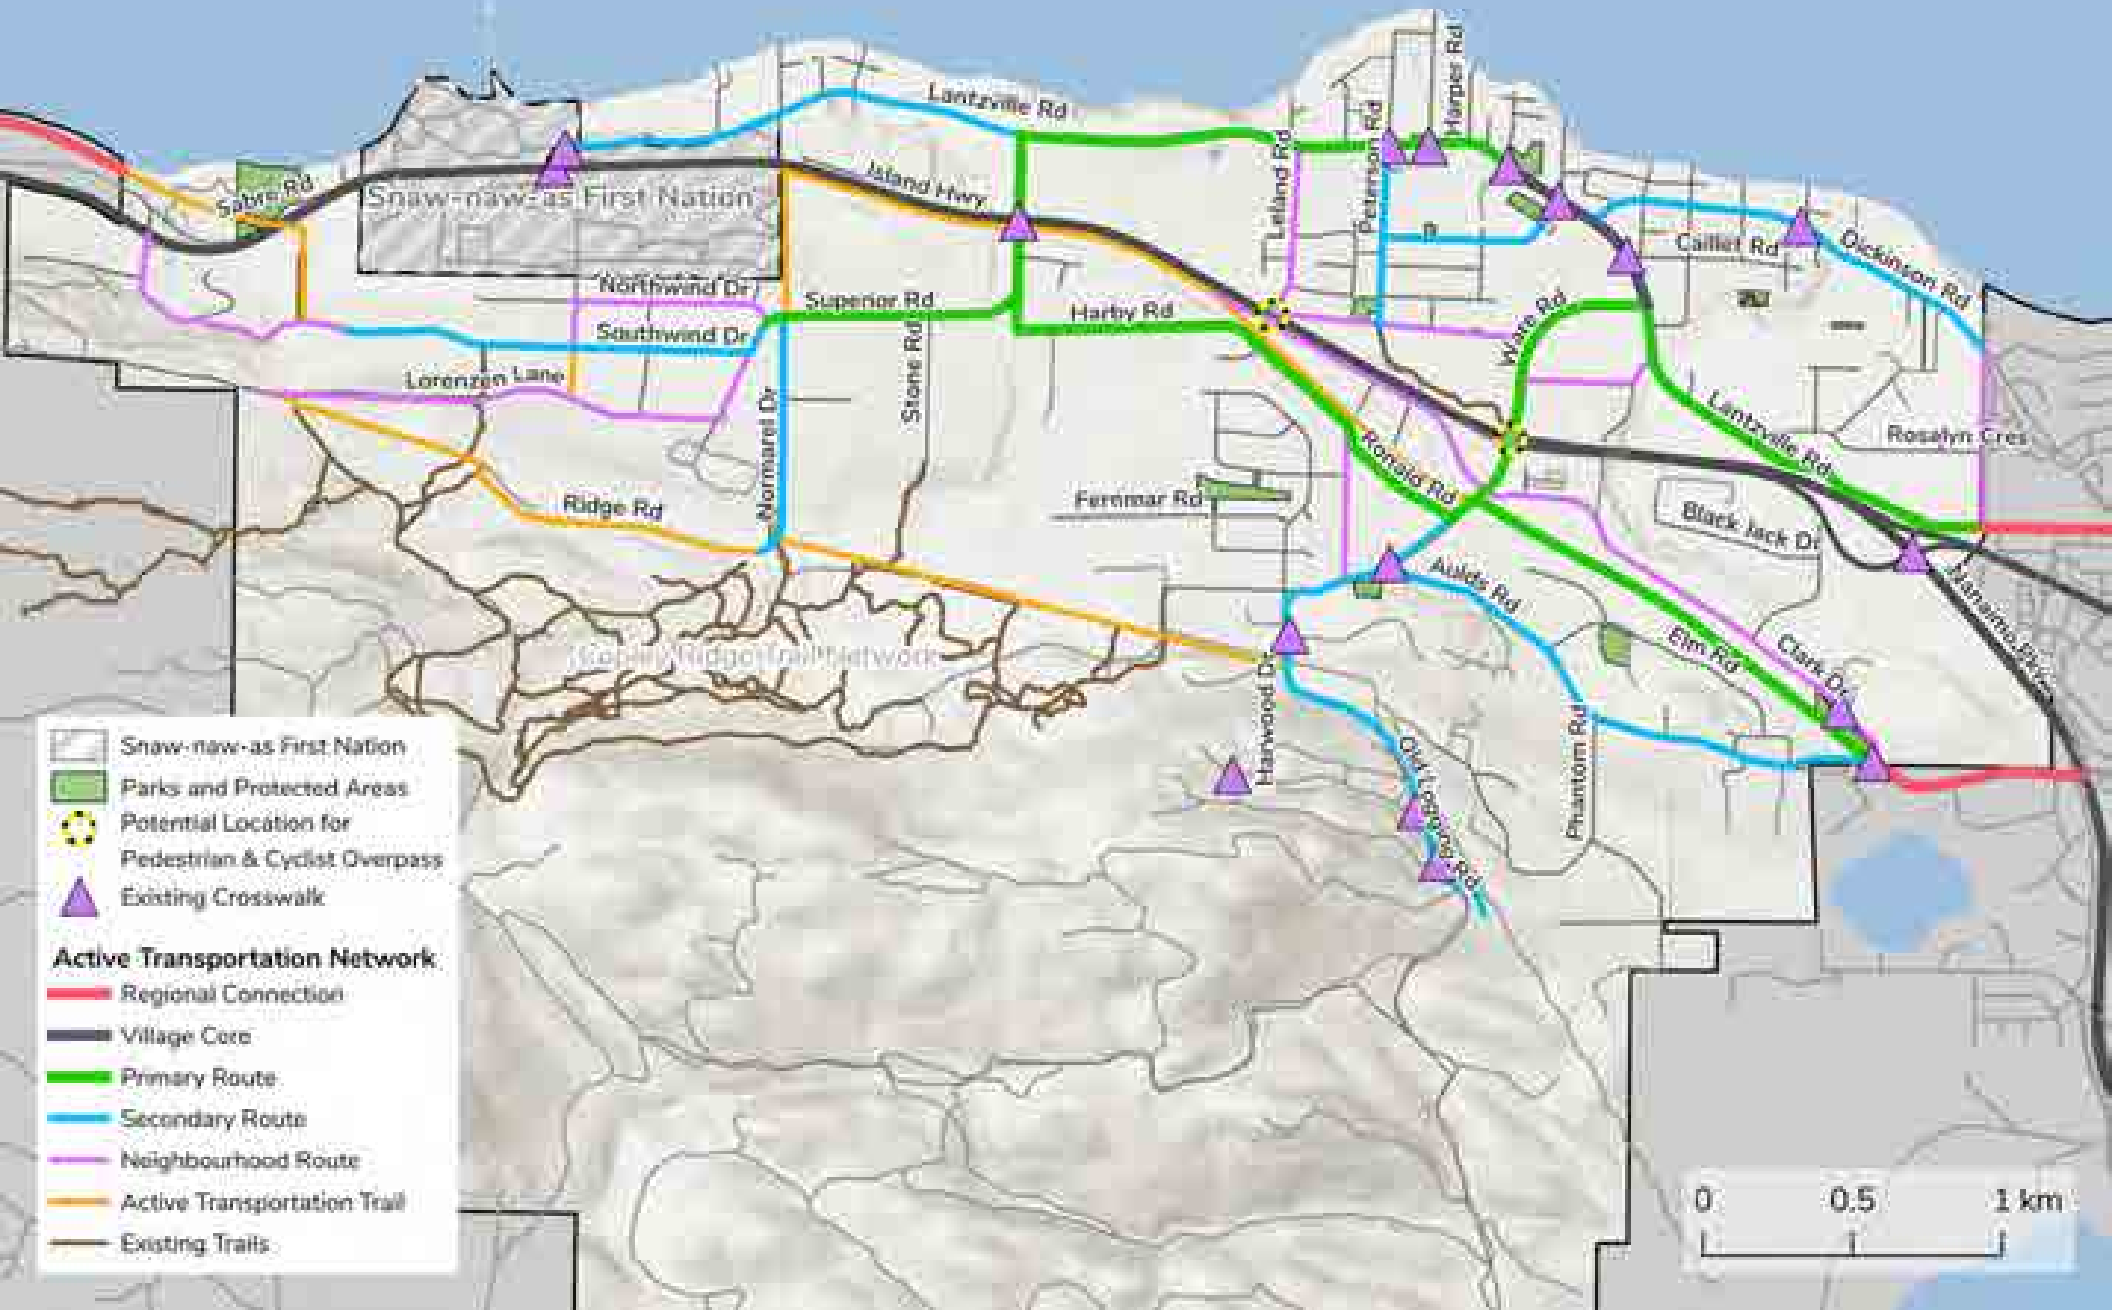 Harper Rd
Lantzville Rd
Leland Rd
Peterson Rd
Island Hwy
Sabre Rd
Snaw-naw-as First Nation
Caillet Rd
Dickinson Rd
Northwind Dr
Superior Rd
Harby Rd
Ware Rd
Southwind Dr
Stone Rd
Lorenzen Lane
Normarel Dr
Lantzville Rd
Rosalyn Cres
Ronald Rd
Fernmar Rd
Ridge Rd
Black Jack Dr
Aulds Rd
Nanaimo Pkwy
Elm Rd
Clark Dr
Copley Ridge Trail Network
Harwood Dr
Phantom Rd
Old Logging Rd
Snaw-naw-as First Nation
Parks and Protected Areas
Potential Location for
Pedestrian & Cyclist Overpass
Existing Crosswalk
Active Transportation Network
Regional Connection
Village Core
Primary Route
Secondary Route
Neighbourhood Route
Active Transportation Trail
Existing Trails
0 0.5 1 km